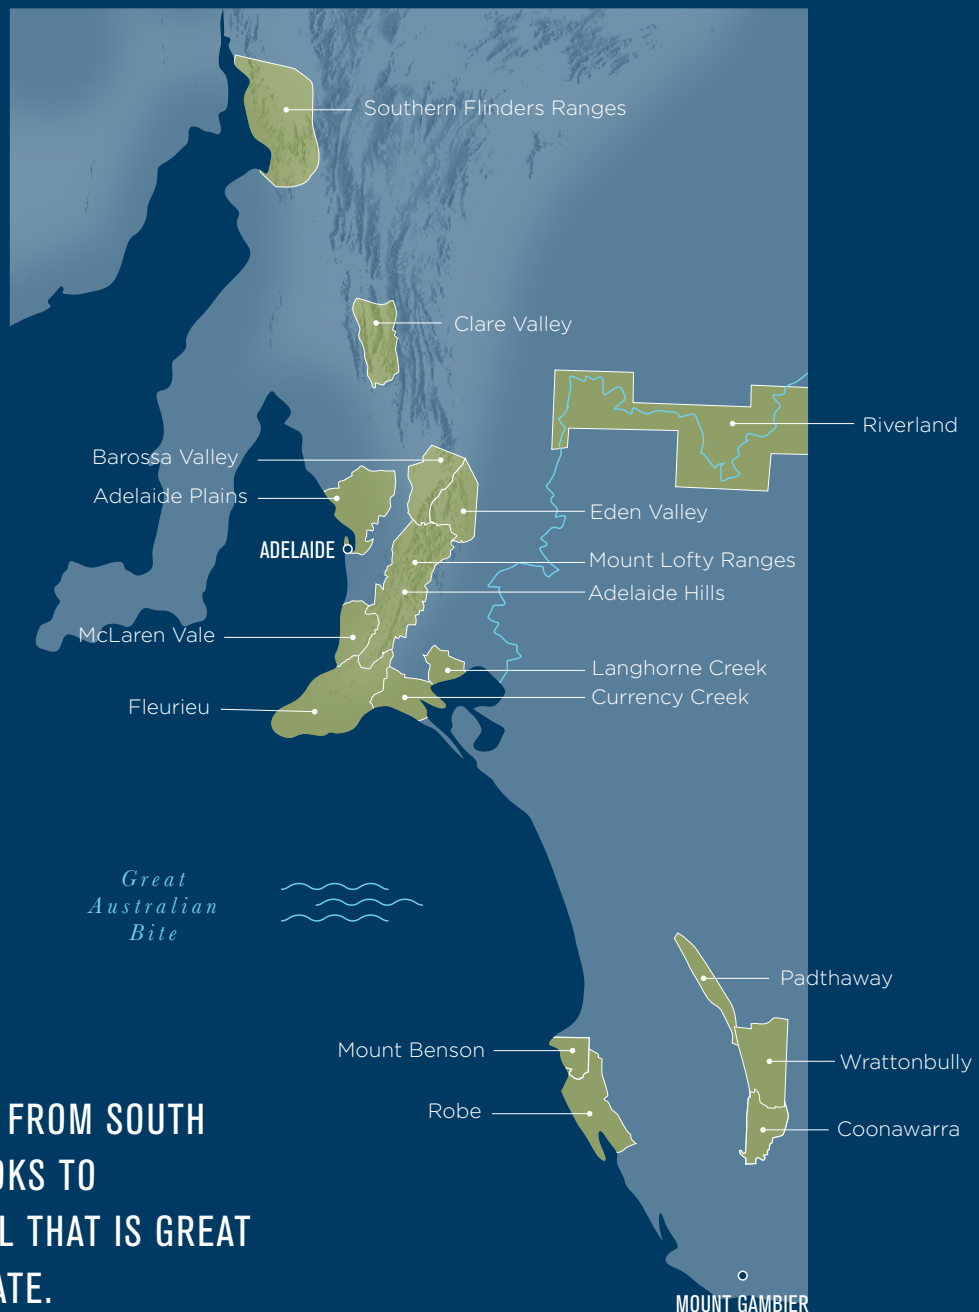 Southern Flinders Ranges
Clare Valley
Riverland
Barossa Valley
Adelaide Plains
Eden Valley
ADELAIDE
Mount Lofty Ranges
Adelaide Hills
McLaren Vale
Langhorne Creek
Currency Creek
Fleurieu
Great
Australian
Bite
Padthaway
Mount Benson
Wrattonbully
Robe
Coonawarra
FROM SOUTH
OKS TO
L THAT IS GREAT
ATE.
MOUNT GAMBIER